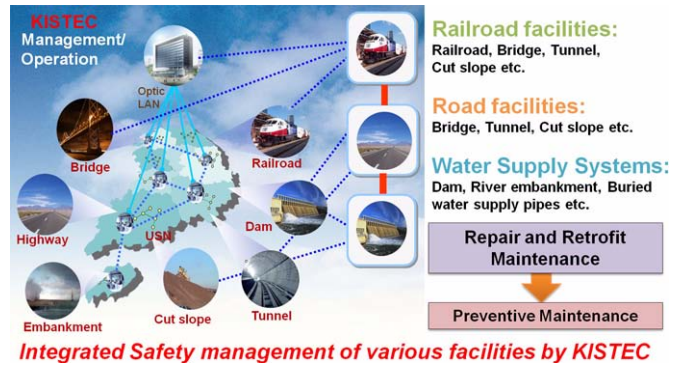 KISTEC
Management/
Operation
Optic
LAN
Bridge
Railroad
Highway
USN
Dam
Embankment
Cut slope
Tunnel
Railroad facilities:
Railroad, Bridge, Tunnel,
Cut slope etc.
Road facilities:
Bridge, Tunnel, Cut slope etc.
Water Supply Systems:
Dam, River embankment, Buried
water supply pipes etc.
Repair and Retrofit
Maintenance
Preventive Maintenance
Integrated Safety management of various facilities by KISTEC